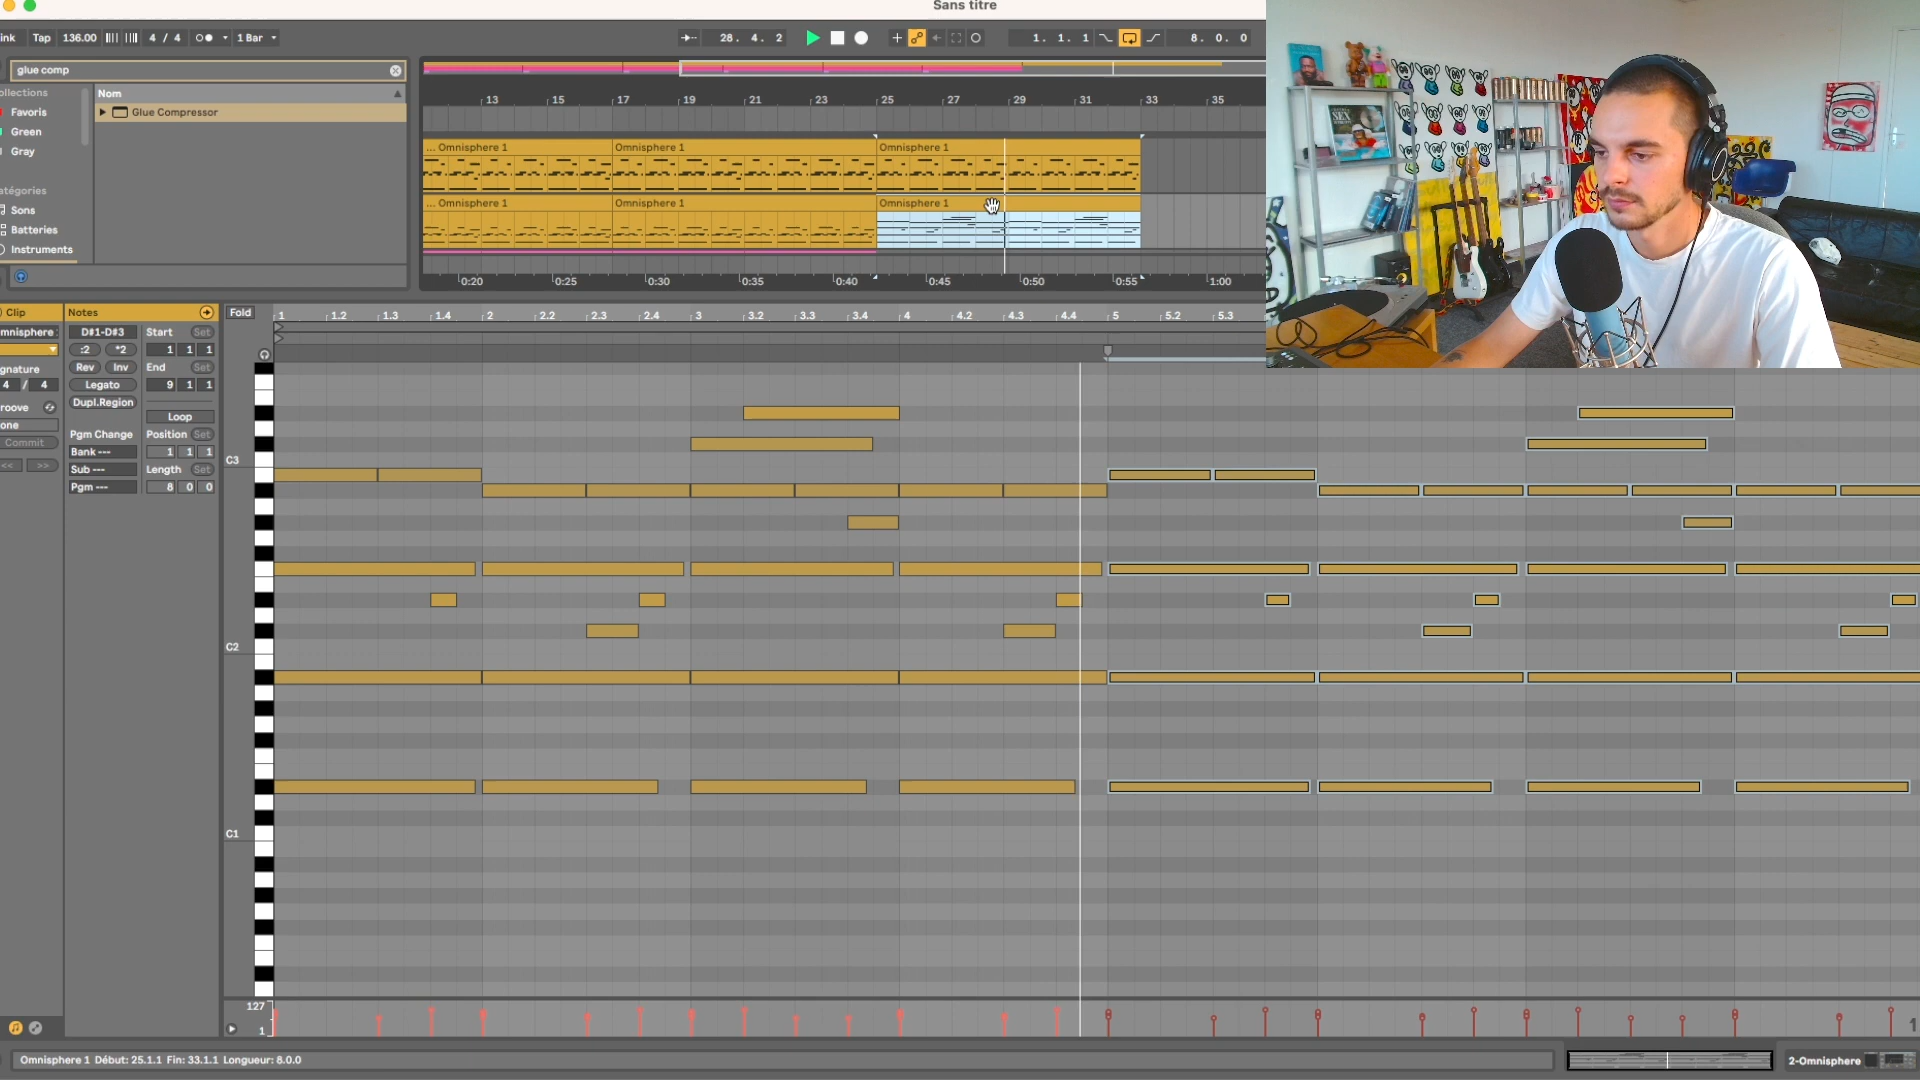 Sans titre
ink Tap 136.00 4 / 4 1 Bar 28. 4. 2 1. 1. 1 8. 0. 0
glue comp
ollections
Favoris
Green
Gray
atégories
Sons
Batteries
Instruments
Nom
Glue Compressor
13 15 17 19 21 23 25 27 29 31 33 35
... Omnisphere 1 Omnisphere 1 Omnisphere 1
... Omnisphere 1 Omnisphere 1 Omnisphere 1
0:20 0:25 0:30 0:35 0:40 0:45 0:50 0:55 1:00
SEX
Clip Notes Fold
1 1.2 1.3 1.4 2 2.2 2.3 2.4 3 3.2 3.3 3.4 4 4.2 4.3 4.4 5 5.2 5.3
mnisphere D#1-D#3 Start Set
:2 *2 1 1 1
gnature Rev Inv End Set
4 / 4 Legato 9 1 1
roove Dupl.Region
one Loop
Commit Pgm Change Position Set
Bank --- 1 1 1
<< >> Sub --- Length Set
Pgm --- 8 0 0
C3
C2
C1
127
1
1
Omnisphere 1 Début: 25.1.1 Fin: 33.1.1 Longueur: 8.0.0
2-Omnisphere